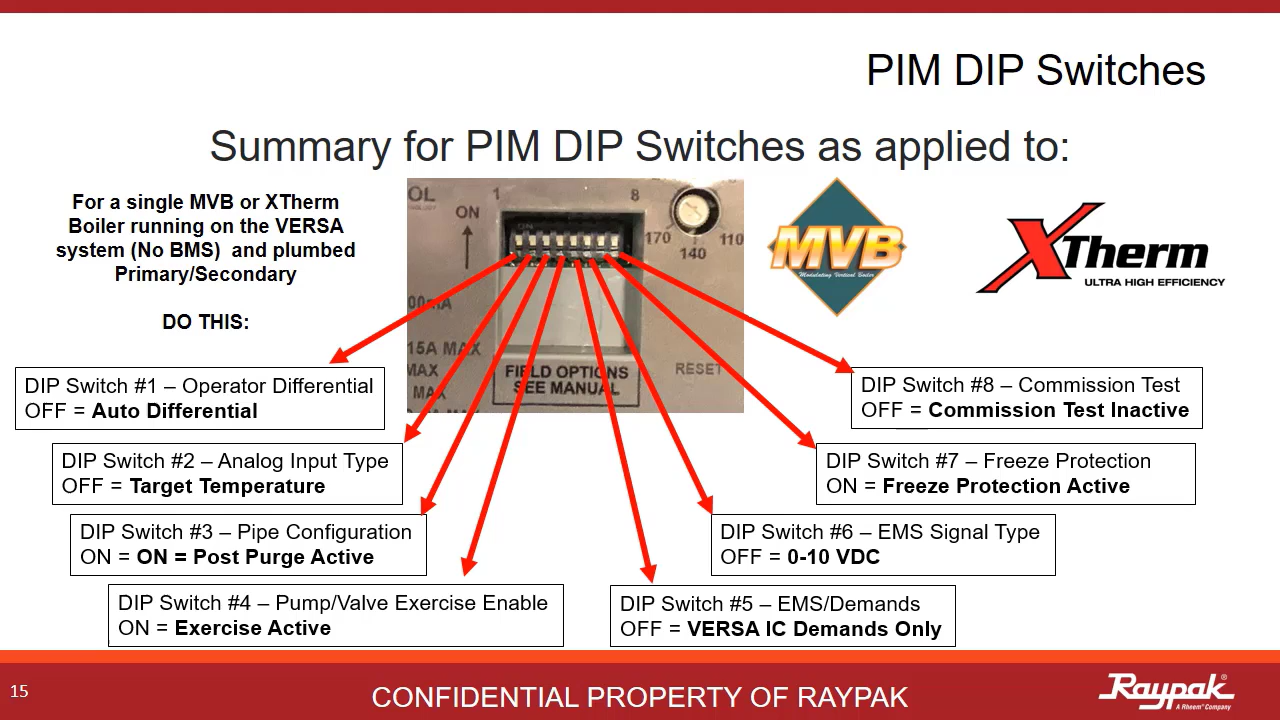 PIM DIP Switches
Summary for PIM DIP Switches as applied to:
For a single MVB or XTherm
Boiler running on the VERSA
system (No BMS) and plumbed
Primary/Secondary
DO THIS:
OL
1
8
ON
ON
170
140
110
00mA
15A MAX
MAX
MAX
FIELD OPTIONS
SEE MANUAL
RESET
MVB
Modulating Vertical Boiler
XTherm
ULTRA HIGH EFFICIENCY
DIP Switch #1 – Operator Differential
OFF = Auto Differential
DIP Switch #2 – Analog Input Type
OFF = Target Temperature
DIP Switch #3 – Pipe Configuration
ON = ON = Post Purge Active
DIP Switch #4 – Pump/Valve Exercise Enable
ON = Exercise Active
DIP Switch #8 – Commission Test
OFF = Commission Test Inactive
DIP Switch #7 – Freeze Protection
ON = Freeze Protection Active
DIP Switch #6 – EMS Signal Type
OFF = 0-10 VDC
DIP Switch #5 – EMS/Demands
OFF = VERSA IC Demands Only
15
CONFIDENTIAL PROPERTY OF RAYPAK
Raypak®
A Rheem® Company